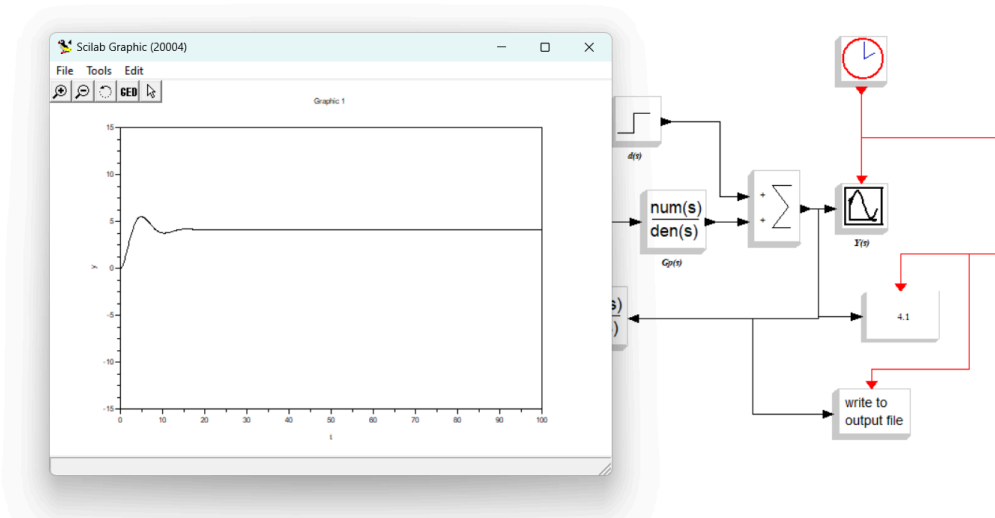 Scilab Graphic (20004)
File Tools Edit
GED
Graphic 1
15
10
5
0
-5
-10
-15
y
0 10 20 30 40 50 60 70 80 90 100
t
d(s)
num(s)
den(s)
Gp(s)
+
+
Σ
Y(s)
s)
)
4.1
write to
output file